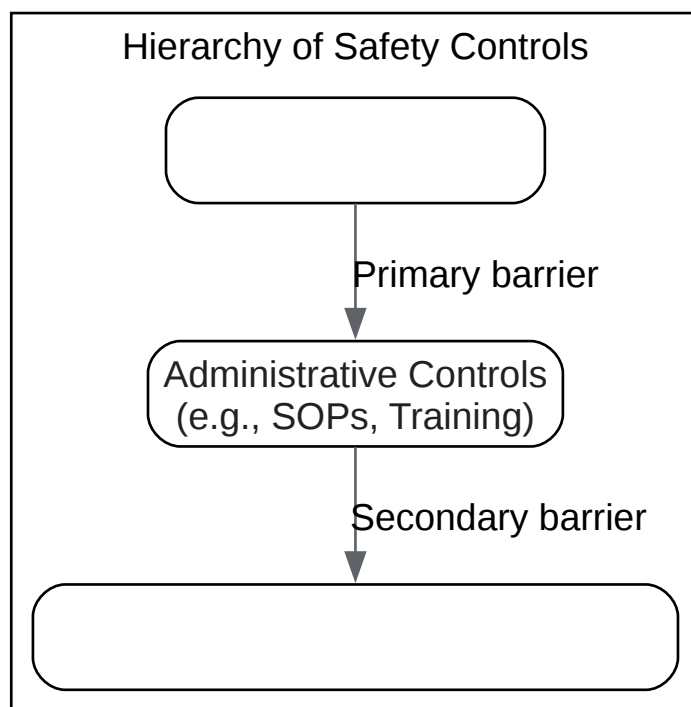 Hierarchy of Safety Controls
Primary barrier
Administrative Controls
(e.g., SOPs, Training)
Secondary barrier